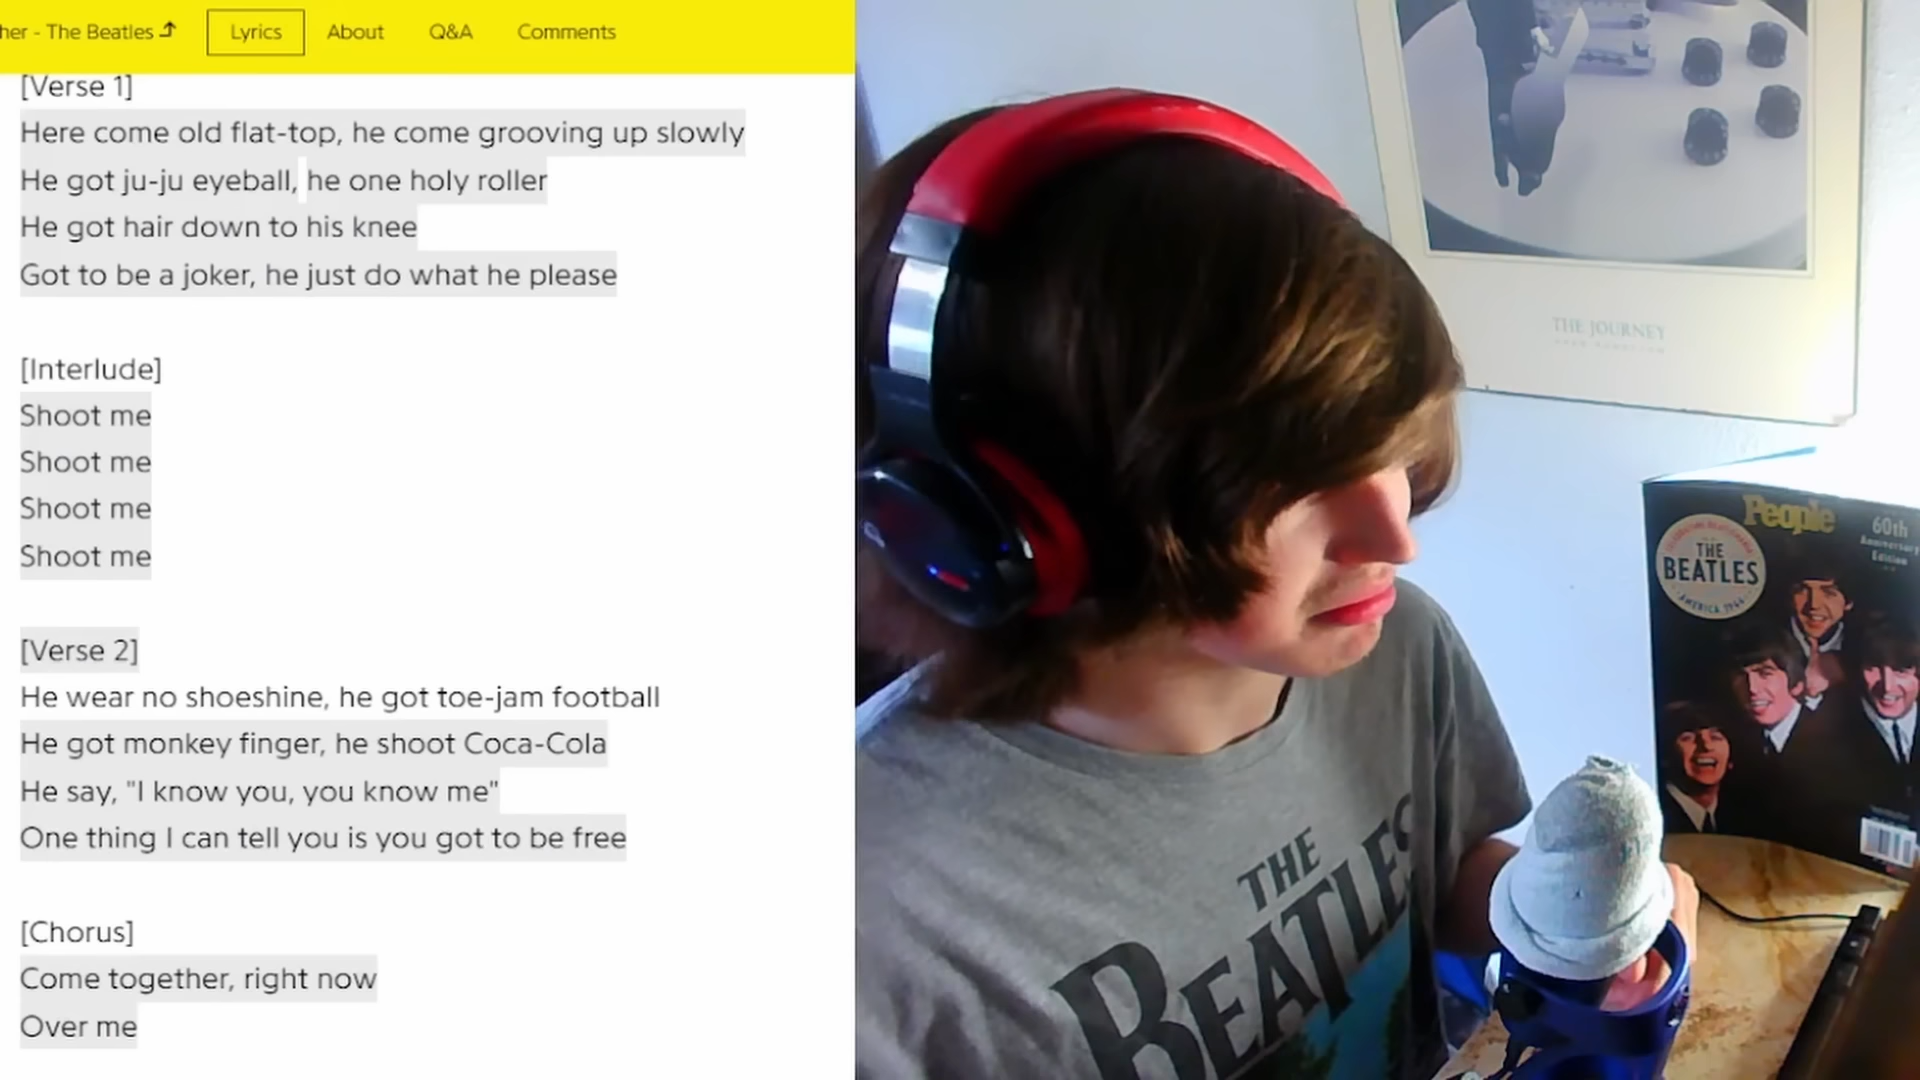 her - The Beatles
Lyrics
About
Q&A
Comments
[Verse 1]
Here come old flat-top, he come grooving up slowly
He got ju-ju eyeball, he one holy roller
He got hair down to his knee
Got to be a joker, he just do what he please
[Interlude]
Shoot me
Shoot me
Shoot me
Shoot me
[Verse 2]
He wear no shoeshine, he got toe-jam football
He got monkey finger, he shoot Coca-Cola
He say, "I know you, you know me"
One thing I can tell you is you got to be free
[Chorus]
Come together, right now
Over me
THE JOURNEY
People
60th
Anniversary
Edition
THE
BEATLES
AMERICA 1964
THE
BEATLES